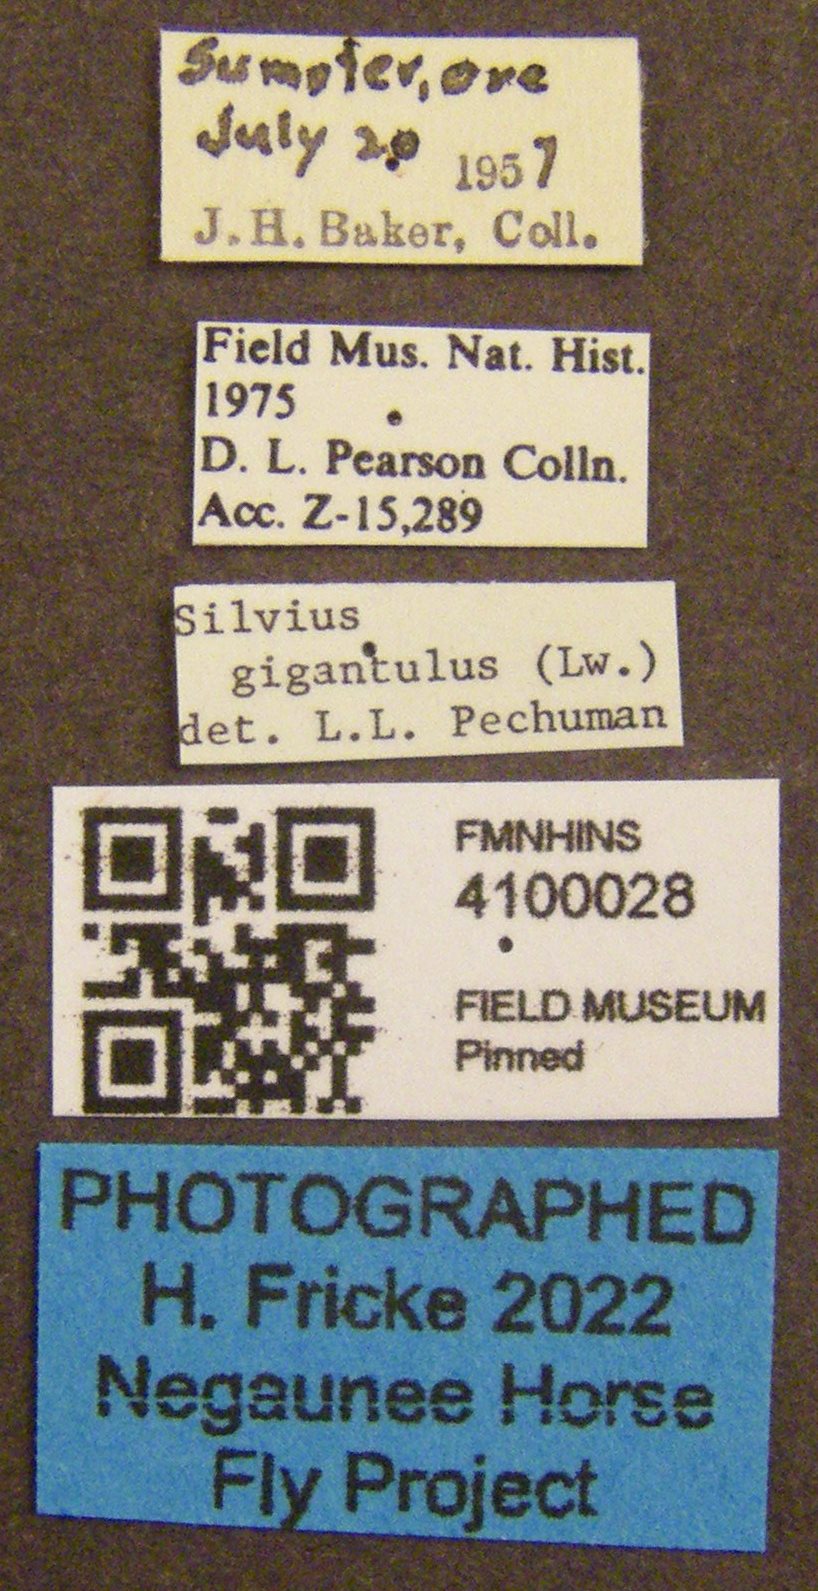 Sumpter, Ore
July 20 1957
J.H. Baker, Coll.
Field Mus. Nat. Hist.
1975
D. L. Pearson Colln.
Acc. Z-15,289
Silvius
gigantulus (Lw.)
det. L.L. Pechuman
FMNHINS
4100028
FIELD MUSEUM
Pinned
PHOTOGRAPHED
H. Fricke 2022
Negaunee Horse
Fly Project